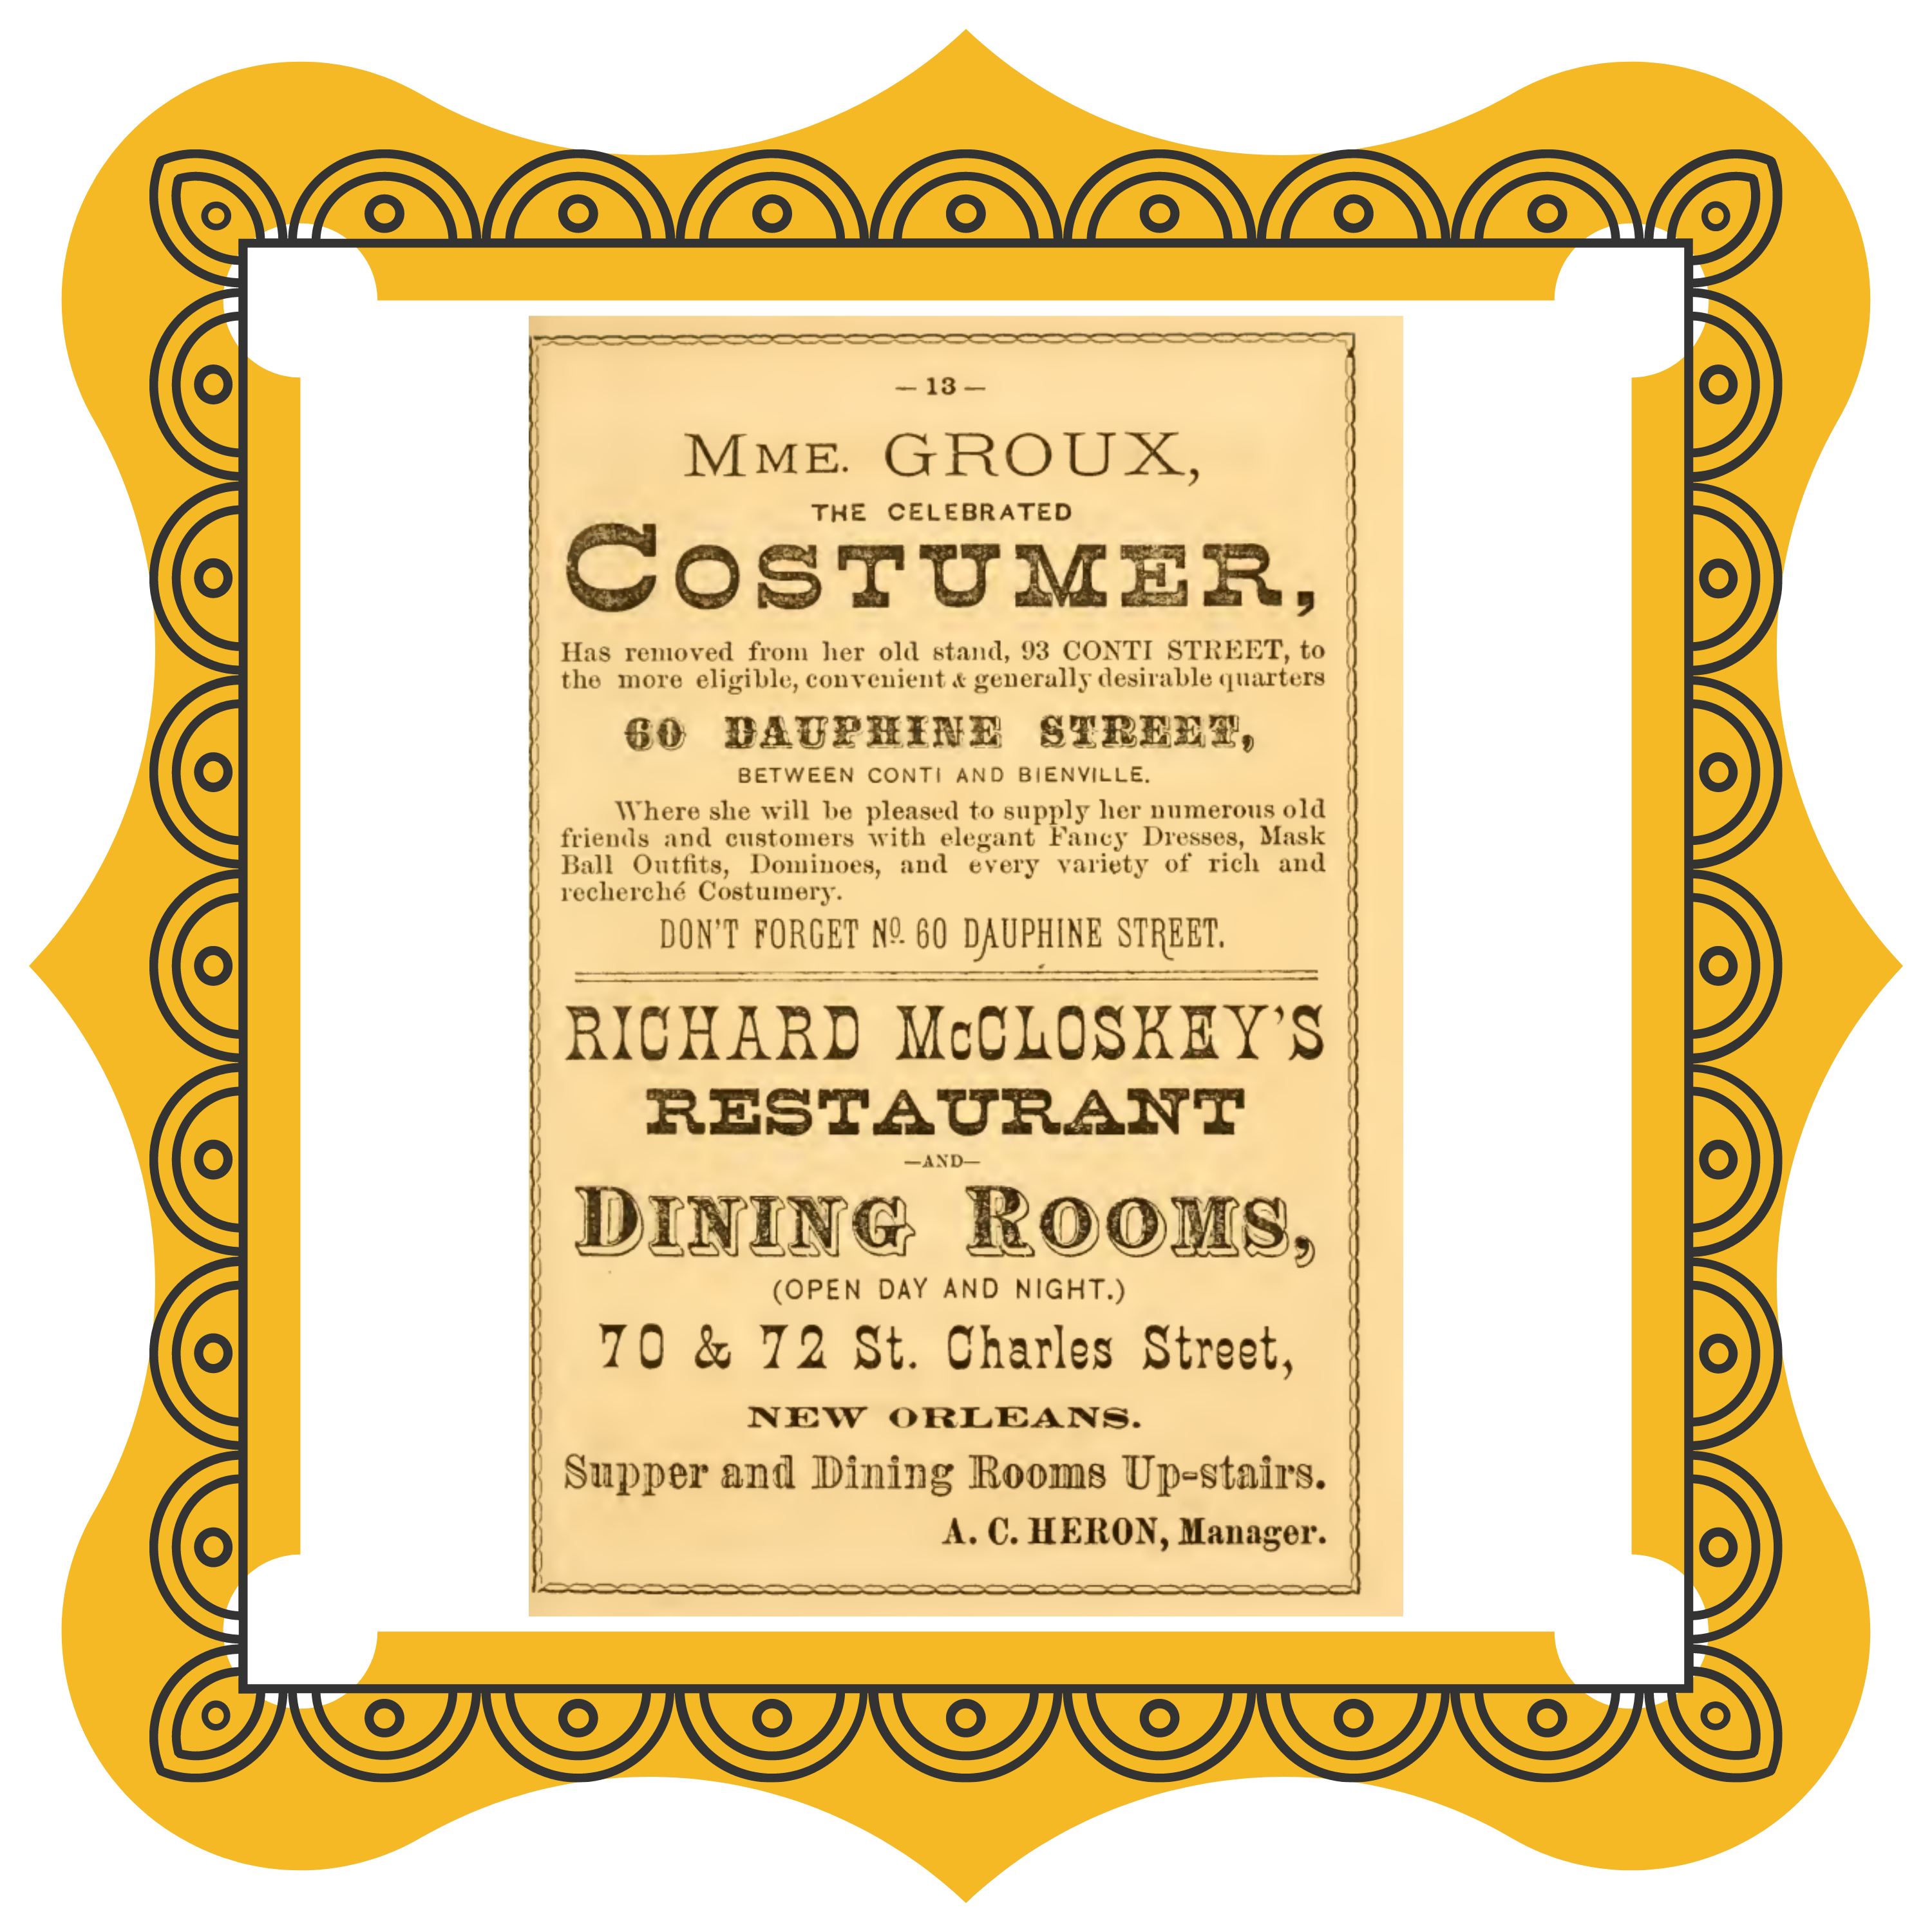 — 13 —
MME. GROUX,
THE CELEBRATED
COSTUMER,
Has removed from her old stand, 93 CONTI STREET, to
the more eligible, convenient & generally desirable quarters
60 DAUPHINE STREET,
BETWEEN CONTI AND BIENVILLE.
Where she will be pleased to supply her numerous old
friends and customers with elegant Fancy Dresses, Mask
Ball Outfits, Dominoes, and every variety of rich and
recherché Costumery.
DON'T FORGET No. 60 DAUPHINE STREET.
RICHARD McCLOSKEY'S
RESTAURANT
—AND—
DINING ROOMS,
(OPEN DAY AND NIGHT.)
70 & 72 St. Charles Street,
NEW ORLEANS.
Supper and Dining Rooms Up-stairs.
A. C. HERON, Manager.